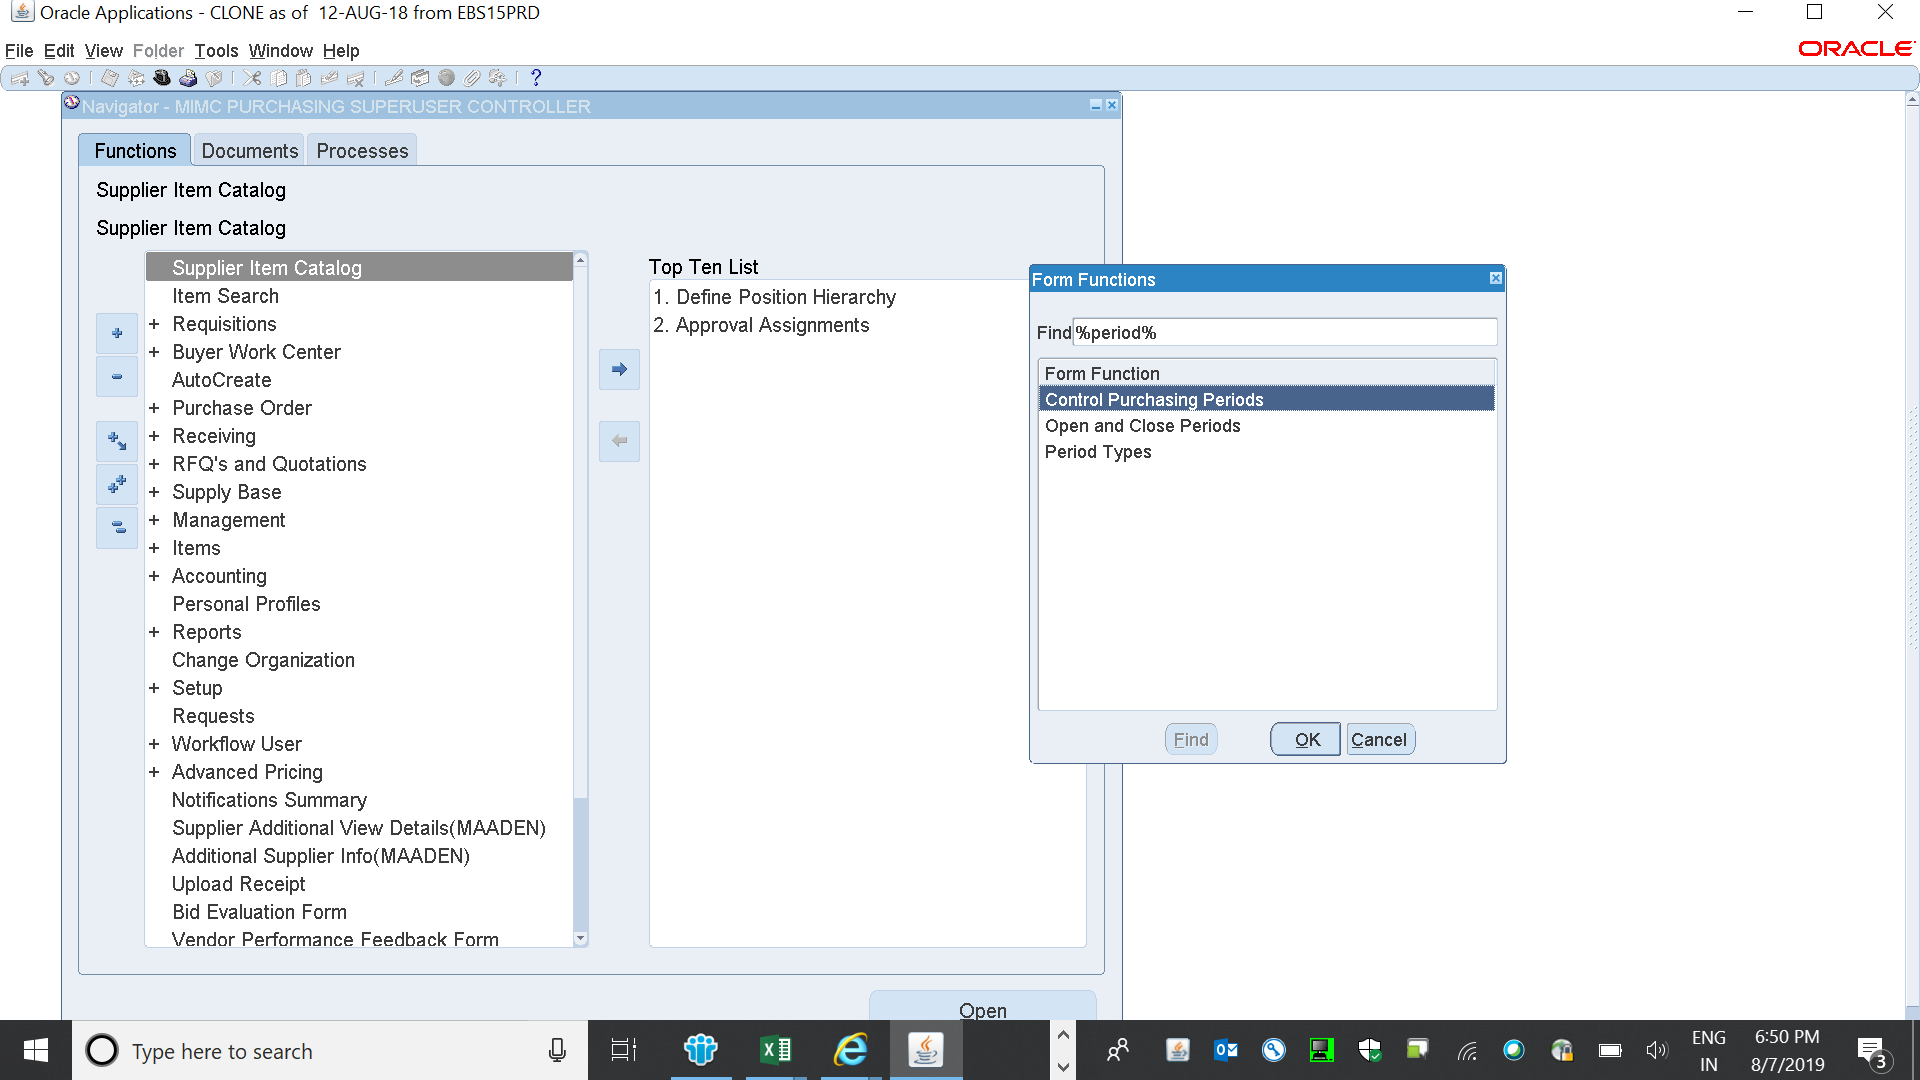 Oracle Applications - CLONE as of  12-AUG-18 from EBS15PRD
File Edit View Folder Tools Window Help
ORACLE
Navigator - MIMC PURCHASING SUPERUSER CONTROLLER
Functions Documents Processes
Supplier Item Catalog
Supplier Item Catalog
Supplier Item Catalog
Item Search
+ Requisitions
+ Buyer Work Center
AutoCreate
+ Purchase Order
+ Receiving
+ RFQ's and Quotations
+ Supply Base
+ Management
+ Items
+ Accounting
Personal Profiles
+ Reports
Change Organization
+ Setup
Requests
+ Workflow User
+ Advanced Pricing
Notifications Summary
Supplier Additional View Details(MAADEN)
Additional Supplier Info(MAADEN)
Upload Receipt
Bid Evaluation Form
Vendor Performance Feedback Form
Top Ten List
1. Define Position Hierarchy
2. Approval Assignments
Open
Form Functions
Find %period%
Form Function
Control Purchasing Periods
Open and Close Periods
Period Types
Find OK Cancel
Type here to search
ENG
IN
6:50 PM
8/7/2019
3